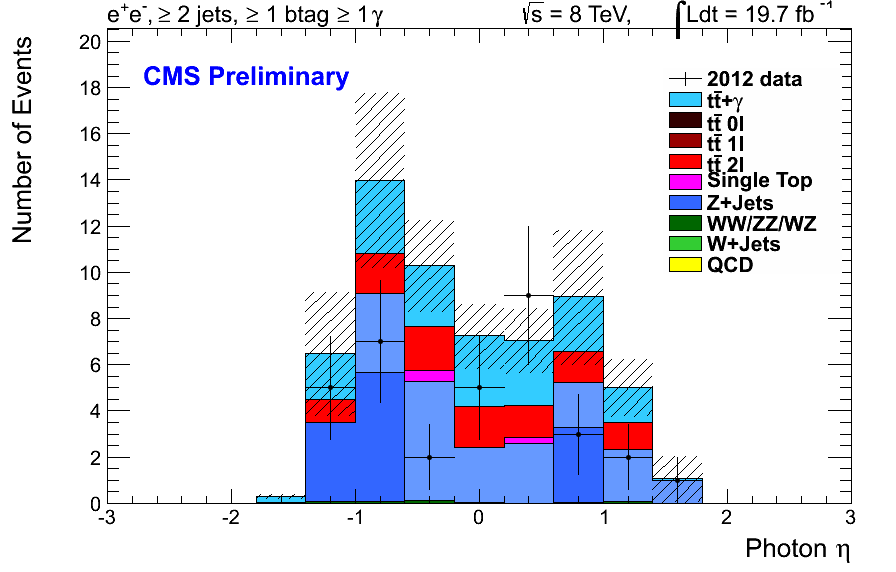 e⁺e⁻, ≥ 2 jets, ≥ 1 btag ≥ 1 γ
√s = 8 TeV, ∫Ldt = 19.7 fb⁻¹
CMS Preliminary
Number of Events
20
18
16
14
12
10
8
6
4
2
0
2012 data
tt̄+γ
tt̄ 0l
tt̄ 1l
tt̄ 2l
Single Top
Z+Jets
WW/ZZ/WZ
W+Jets
QCD
-3 -2 -1 0 1 2 3
Photon η